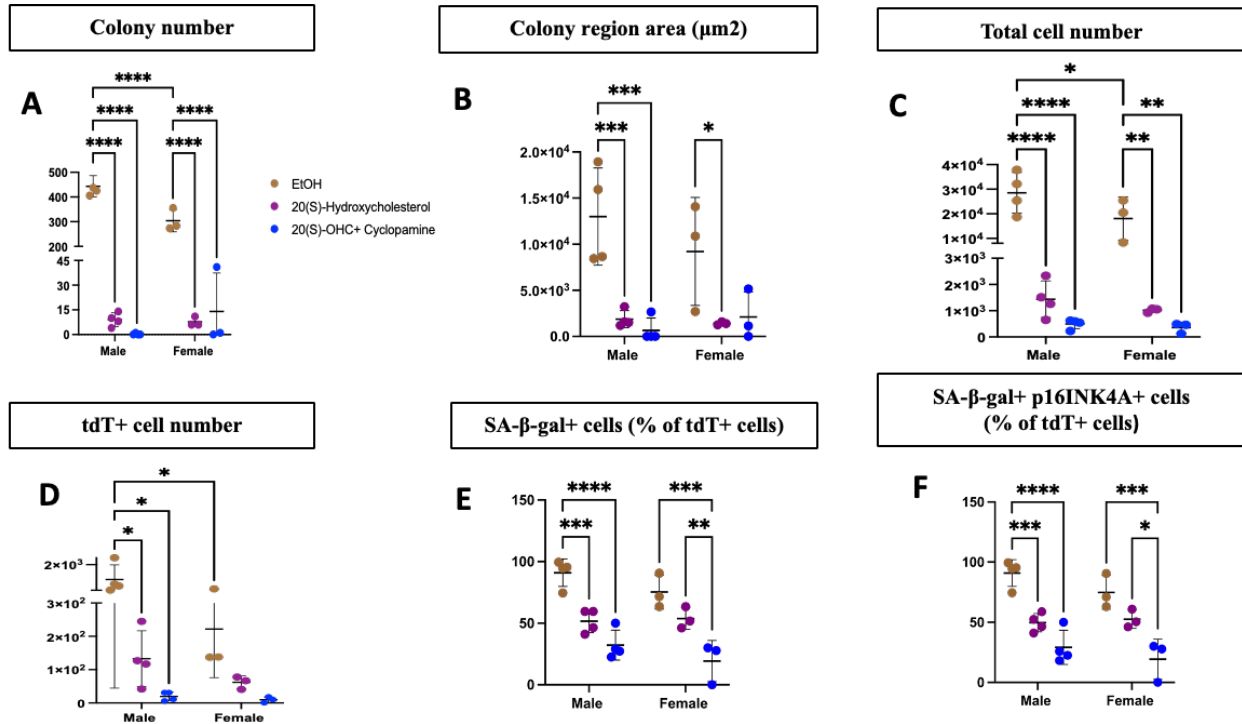 Colony number
A
****
****
****
****
****
500
400
300
200
45
30
15
0
Male
Female
EtOH
20(S)-Hydroxycholesterol
20(S)-OHC+ Cyclopamine
Colony region area (µm2)
B
***
***
*
2.0×10⁴
1.5×10⁴
1.0×10⁴
5.0×10³
0.0
Male
Female
Total cell number
C
*
****
**
****
**
4×10⁴
3×10⁴
2×10⁴
1×10⁴
3×10³
2×10³
1×10³
0
Male
Female
tdT+ cell number
D
*
*
*
2×10³
3×10²
2×10²
1×10²
0
Male
Female
SA-β-gal+ cells (% of tdT+ cells)
E
****
***
***
**
150
100
50
0
Male
Female
SA-β-gal+ p16INK4A+ cells
(% of tdT+ cells)
F
****
***
***
*
150
100
50
0
Male
Female